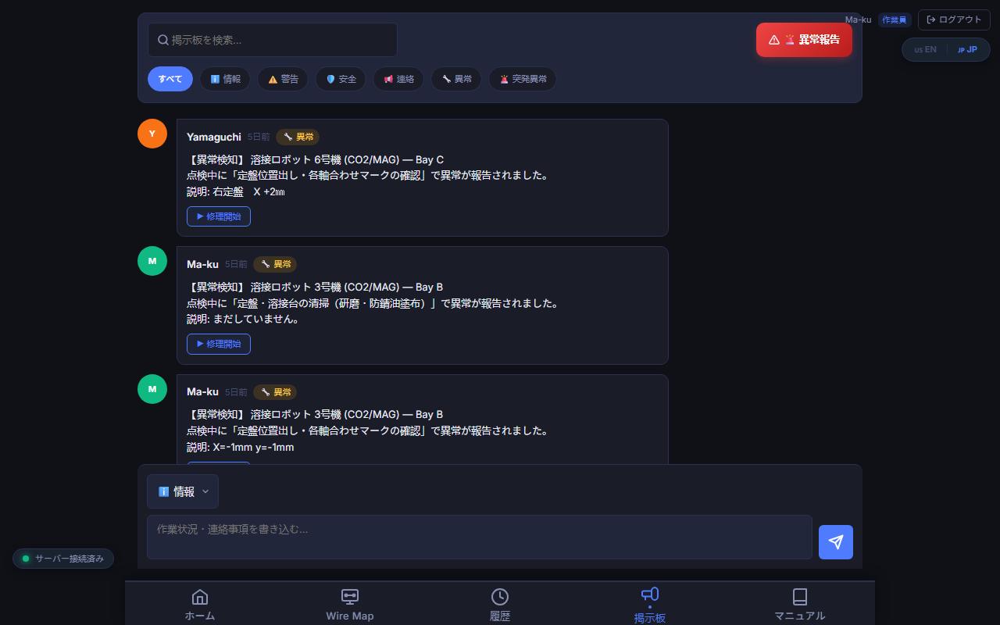 Ma-ku 作業員 ログアウト
US EN JP JP
掲示板を検索...
異常報告
すべて 情報 警告 安全 連絡 異常 突発異常
Y Yamaguchi 5日前 異常
【異常検知】 溶接ロボット 6号機 (CO2/MAG) — Bay C
点検中に「定盤位置出し・各軸合わせマークの確認」で異常が報告されました。
説明: 右定盤　X +2㎜
▶ 修理開始
M Ma-ku 5日前 異常
【異常検知】 溶接ロボット 3号機 (CO2/MAG) — Bay B
点検中に「定盤・溶接台の清掃（研磨・防錆油塗布）」で異常が報告されました。
説明: まだしていません。
▶ 修理開始
M Ma-ku 5日前 異常
【異常検知】 溶接ロボット 3号機 (CO2/MAG) — Bay B
点検中に「定盤位置出し・各軸合わせマークの確認」で異常が報告されました。
説明: X=-1mm y=-1mm
情報
作業状況・連絡事項を書き込む...
サーバー接続済み
ホーム Wire Map 履歴 掲示板 マニュアル